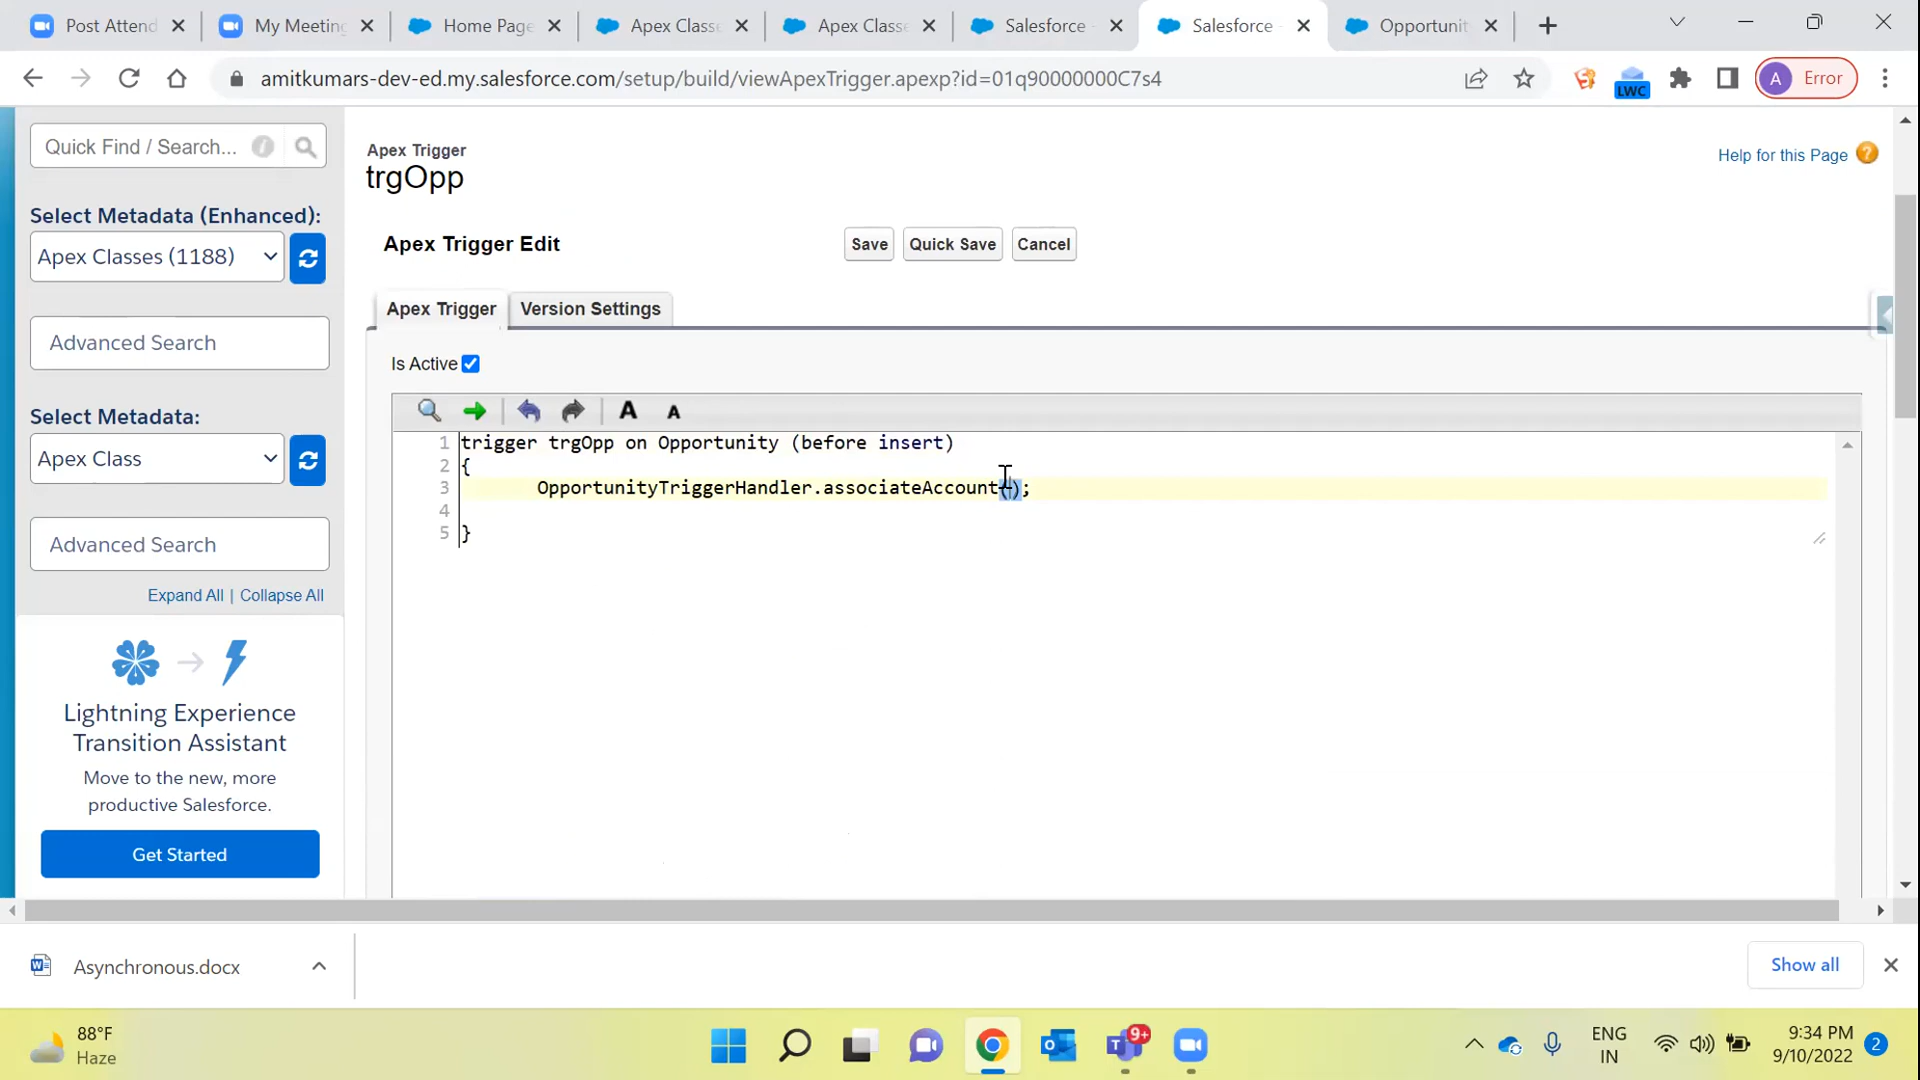 Post Attend
My Meeting
Home Page
Apex Classe
Apex Classe
Salesforce -
Salesforce -
Opportunit
amitkumars-dev-ed.my.salesforce.com/setup/build/viewApexTrigger.apexp?id=01q90000000C7s4
LWC
A Error
Quick Find / Search...
Select Metadata (Enhanced):
Apex Classes (1188)
Advanced Search
Select Metadata:
Apex Class
Advanced Search
Expand All | Collapse All
Lightning Experience
Transition Assistant
Move to the new, more
productive Salesforce.
Get Started
Apex Trigger
trgOpp
Help for this Page ?
Apex Trigger Edit
Save
Quick Save
Cancel
Apex Trigger
Version Settings
Is Active
A A
1 trigger trgOpp on Opportunity (before insert)
2 {
3 OpportunityTriggerHandler.associateAccount();
4
5 }
Asynchronous.docx
Show all
88°F
Haze
9+
ENG
IN
9:34 PM
9/10/2022
2